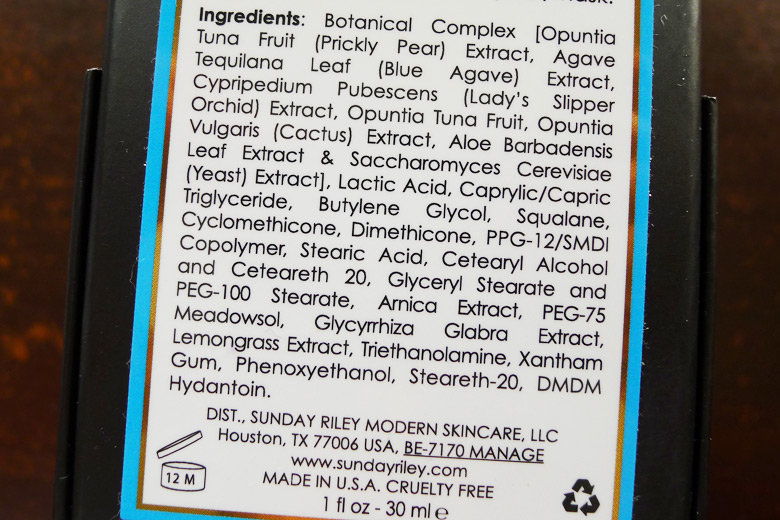 Ingredients: Botanical Complex [Opuntia
Tuna Fruit (Prickly Pear) Extract, Agave
Tequilana Leaf (Blue Agave) Extract,
Cypripedium Pubescens (Lady's Slipper
Orchid) Extract, Opuntia Tuna Fruit, Opuntia
Vulgaris (Cactus) Extract, Aloe Barbadensis
Leaf Extract & Saccharomyces Cerevisiae
(Yeast) Extract], Lactic Acid, Caprylic/Capric
Triglyceride, Butylene Glycol, Squalane,
Cyclomethicone, Dimethicone, PPG-12/SMDI
Copolymer, Stearic Acid, Cetearyl Alcohol
and Ceteareth 20, Glyceryl Stearate and
PEG-100 Stearate, Arnica Extract, PEG-75
Meadowsol, Glycyrrhiza Glabra Extract,
Lemongrass Extract, Triethanolamine, Xantham
Gum, Phenoxyethanol, Steareth-20, DMDM
Hydantoin.
DIST., SUNDAY RILEY MODERN SKINCARE, LLC
Houston, TX 77006 USA, BE-7170 MANAGE
www.sundayriley.com
MADE IN U.S.A. CRUELTY FREE
12 M
1 fl oz - 30 ml e